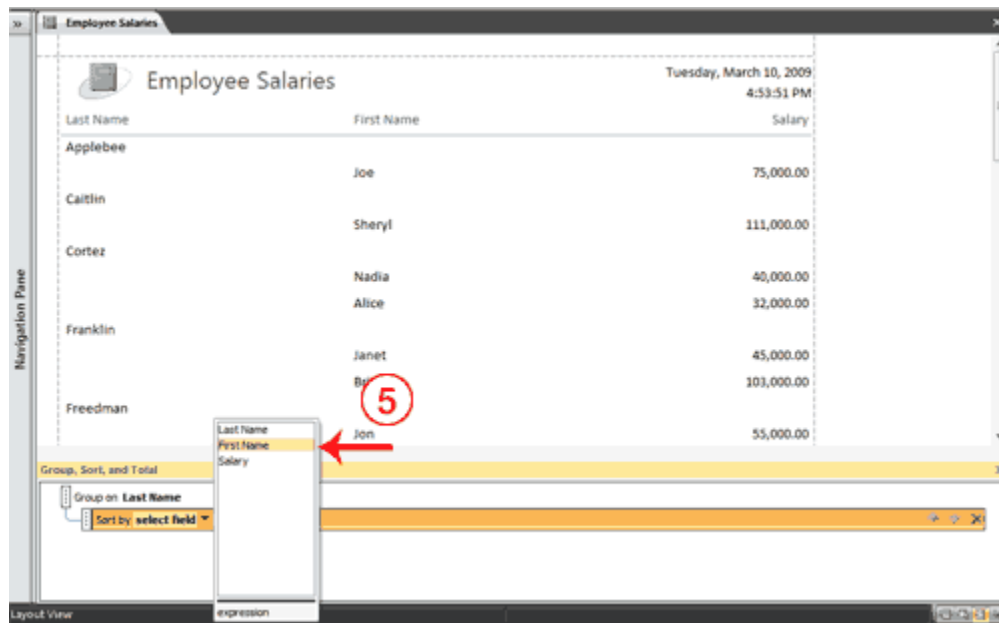 »
Employee Salaries
Employee Salaries
Tuesday, March 10, 2009
4:53:51 PM
Last Name First Name Salary
Applebee
Joe 75,000.00
Caitlin
Sheryl 111,000.00
Cortez
Nadia 40,000.00
Alice 32,000.00
Franklin
Janet 45,000.00
103,000.00
Freedman
Jon 55,000.00
5
Navigation Pane
Last Name
First Name
Salary
expression
Group, Sort, and Total
Group on Last Name
Sort by select field
Layout View